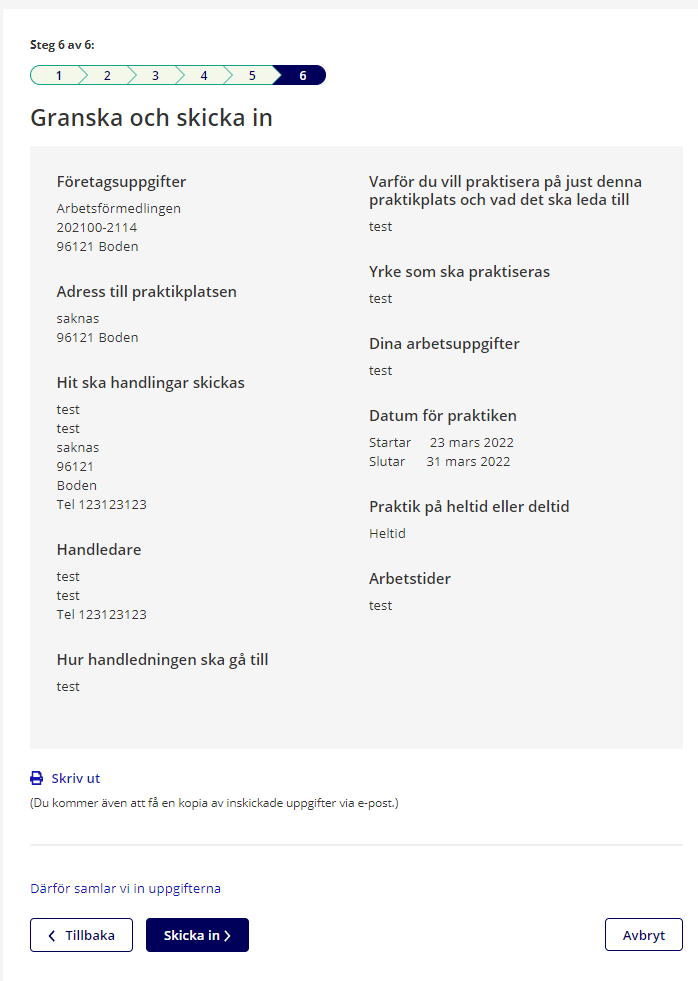 Steg 6 av 6:
1 2 3 4 5 6
Granska och skicka in
Företagsuppgifter
Arbetsförmedlingen
202100-2114
96121 Boden
Adress till praktikplatsen
saknas
96121 Boden
Hit ska handlingar skickas
test
test
saknas
96121
Boden
Tel 123123123
Handledare
test
test
Tel 123123123
Hur handledningen ska gå till
test
Varför du vill praktisera på just denna
praktikplats och vad det ska leda till
test
Yrke som ska praktiseras
test
Dina arbetsuppgifter
test
Datum för praktiken
Startar 23 mars 2022
Slutar 31 mars 2022
Praktik på heltid eller deltid
Heltid
Arbetstider
test
Skriv ut
(Du kommer även att få en kopia av inskickade uppgifter via e-post.)
Därför samlar vi in uppgifterna
Tillbaka Skicka in Avbryt